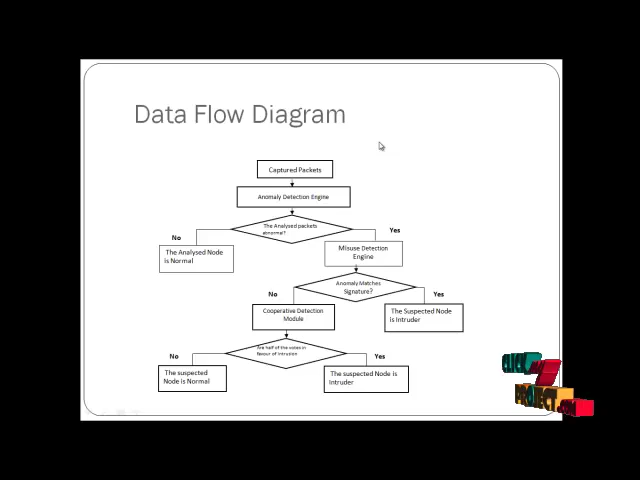 Data Flow Diagram
Captured Packets
Anomaly Detection Engine
The Analysed packets
abnormal?
No
Yes
The Analysed Node
is Normal
Misuse Detection
Engine
Anomaly Matches
Signature?
No
Yes
Cooperative Detection
Module
The Suspected Node
is Intruder
Are half of the votes in
favour of intrusion
No
Yes
The suspected
Node is Normal
The suspected Node is
Intruder
CLICK
PROJECT